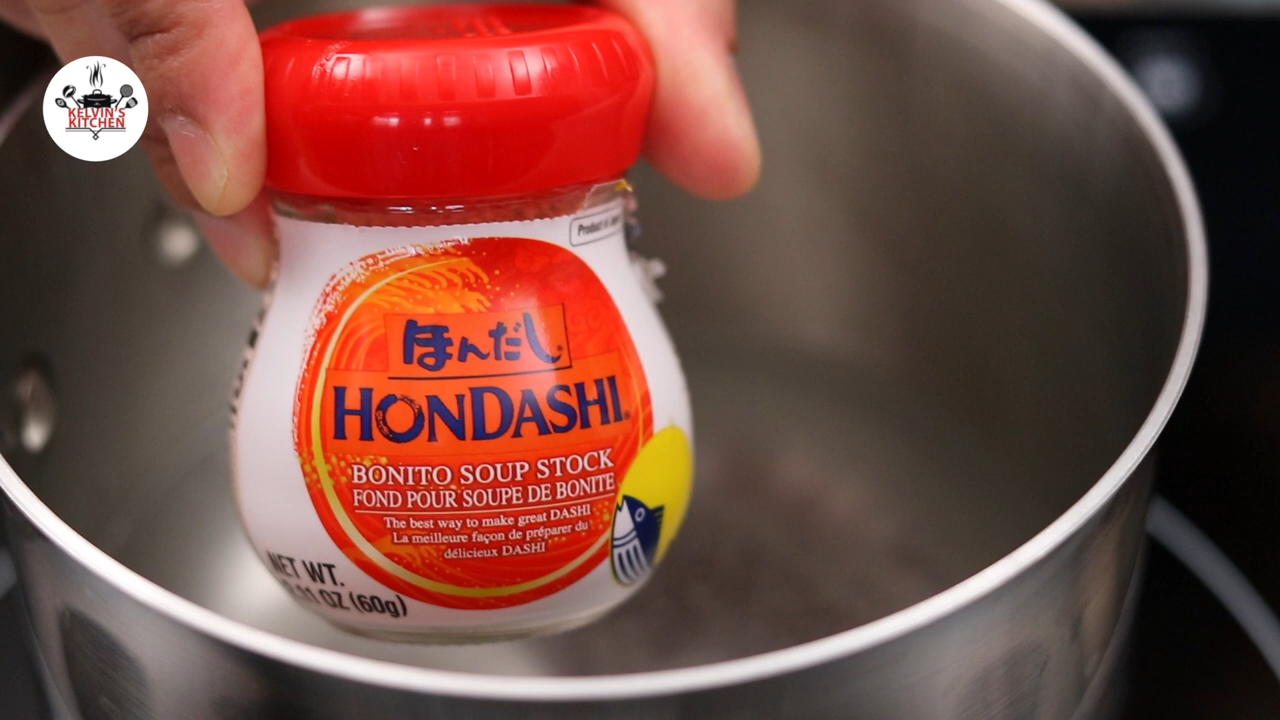 KELVIN'S
KITCHEN
Product of
ほんだし
HONDASHI
BONITO SOUP STOCK
FOND POUR SOUPE DE BONITE
The best way to make great DASHI
La meilleure façon de préparer du
délicieux DASHI
NET WT.
OZ (60g)